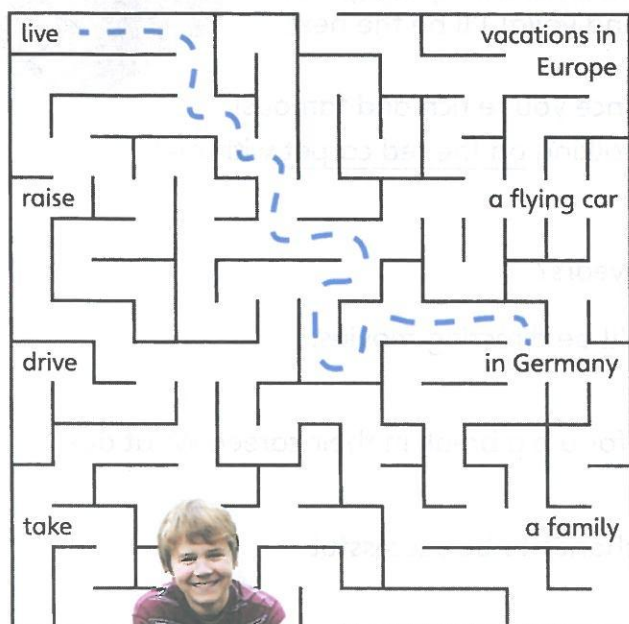 live
vacations in
Europe
raise
a flying car
drive
in Germany
take
a family